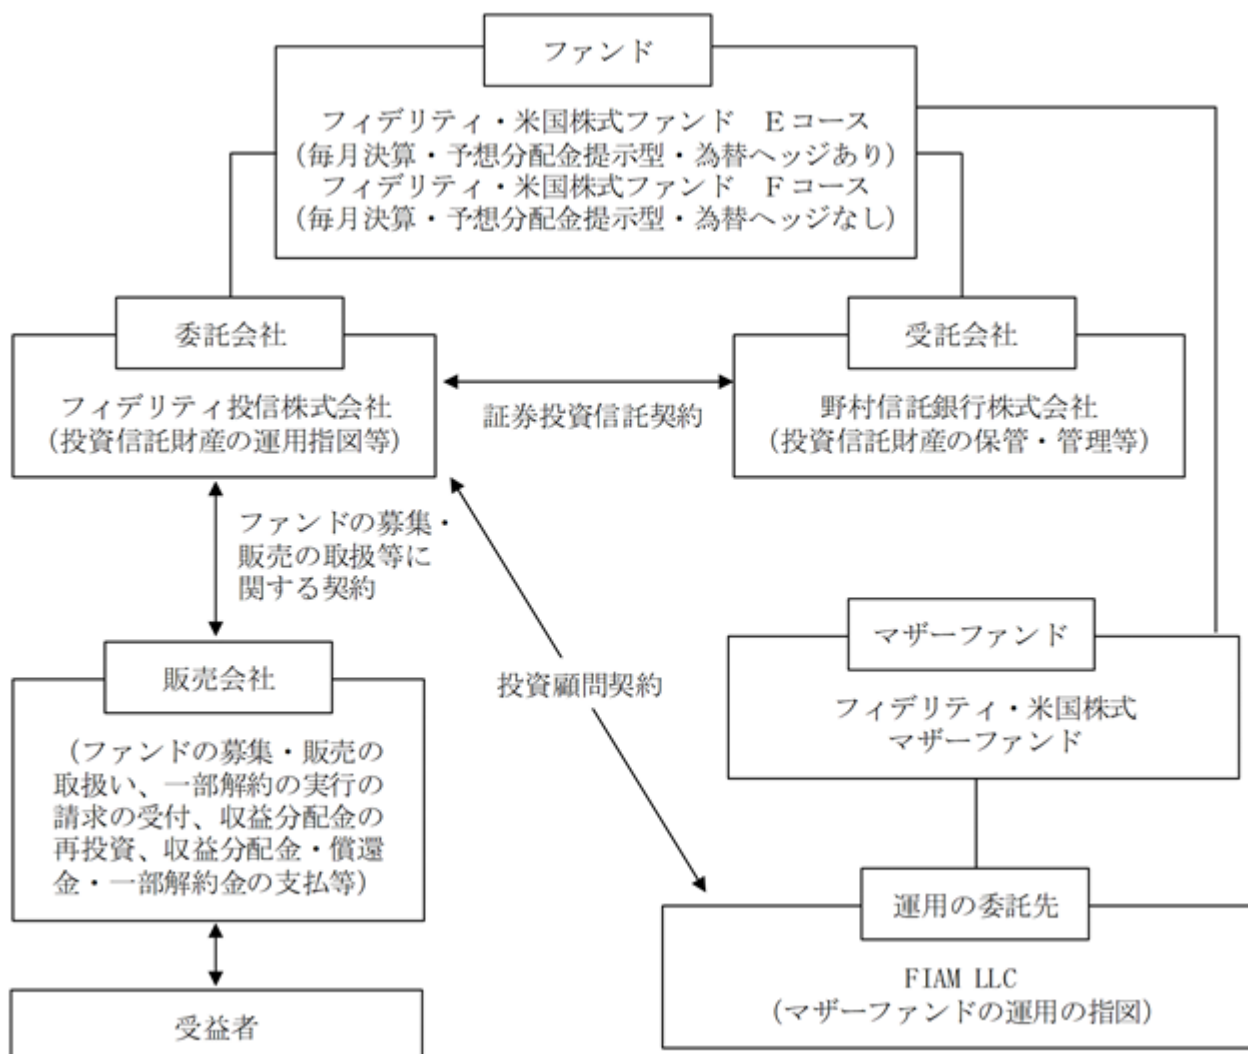 ファンド
フィデリティ・米国株式ファンド　Ｅコース
（毎月決算・予想分配金提示型・為替ヘッジあり）
フィデリティ・米国株式ファンド　Ｆコース
（毎月決算・予想分配金提示型・為替ヘッジなし）
委託会社
フィデリティ投信株式会社
（投資信託財産の運用指図等）
証券投資信託契約
受託会社
野村信託銀行株式会社
（投資信託財産の保管・管理等）
ファンドの募集・
販売の取扱等に
関する契約
投資顧問契約
マザーファンド
フィデリティ・米国株式
マザーファンド
販売会社
（ファンドの募集・販売の
取扱い、一部解約の実行の
請求の受付、収益分配金の
再投資、収益分配金・償還
金・一部解約金の支払等）
運用の委託先
FIAM LLC
（マザーファンドの運用の指図）
受益者